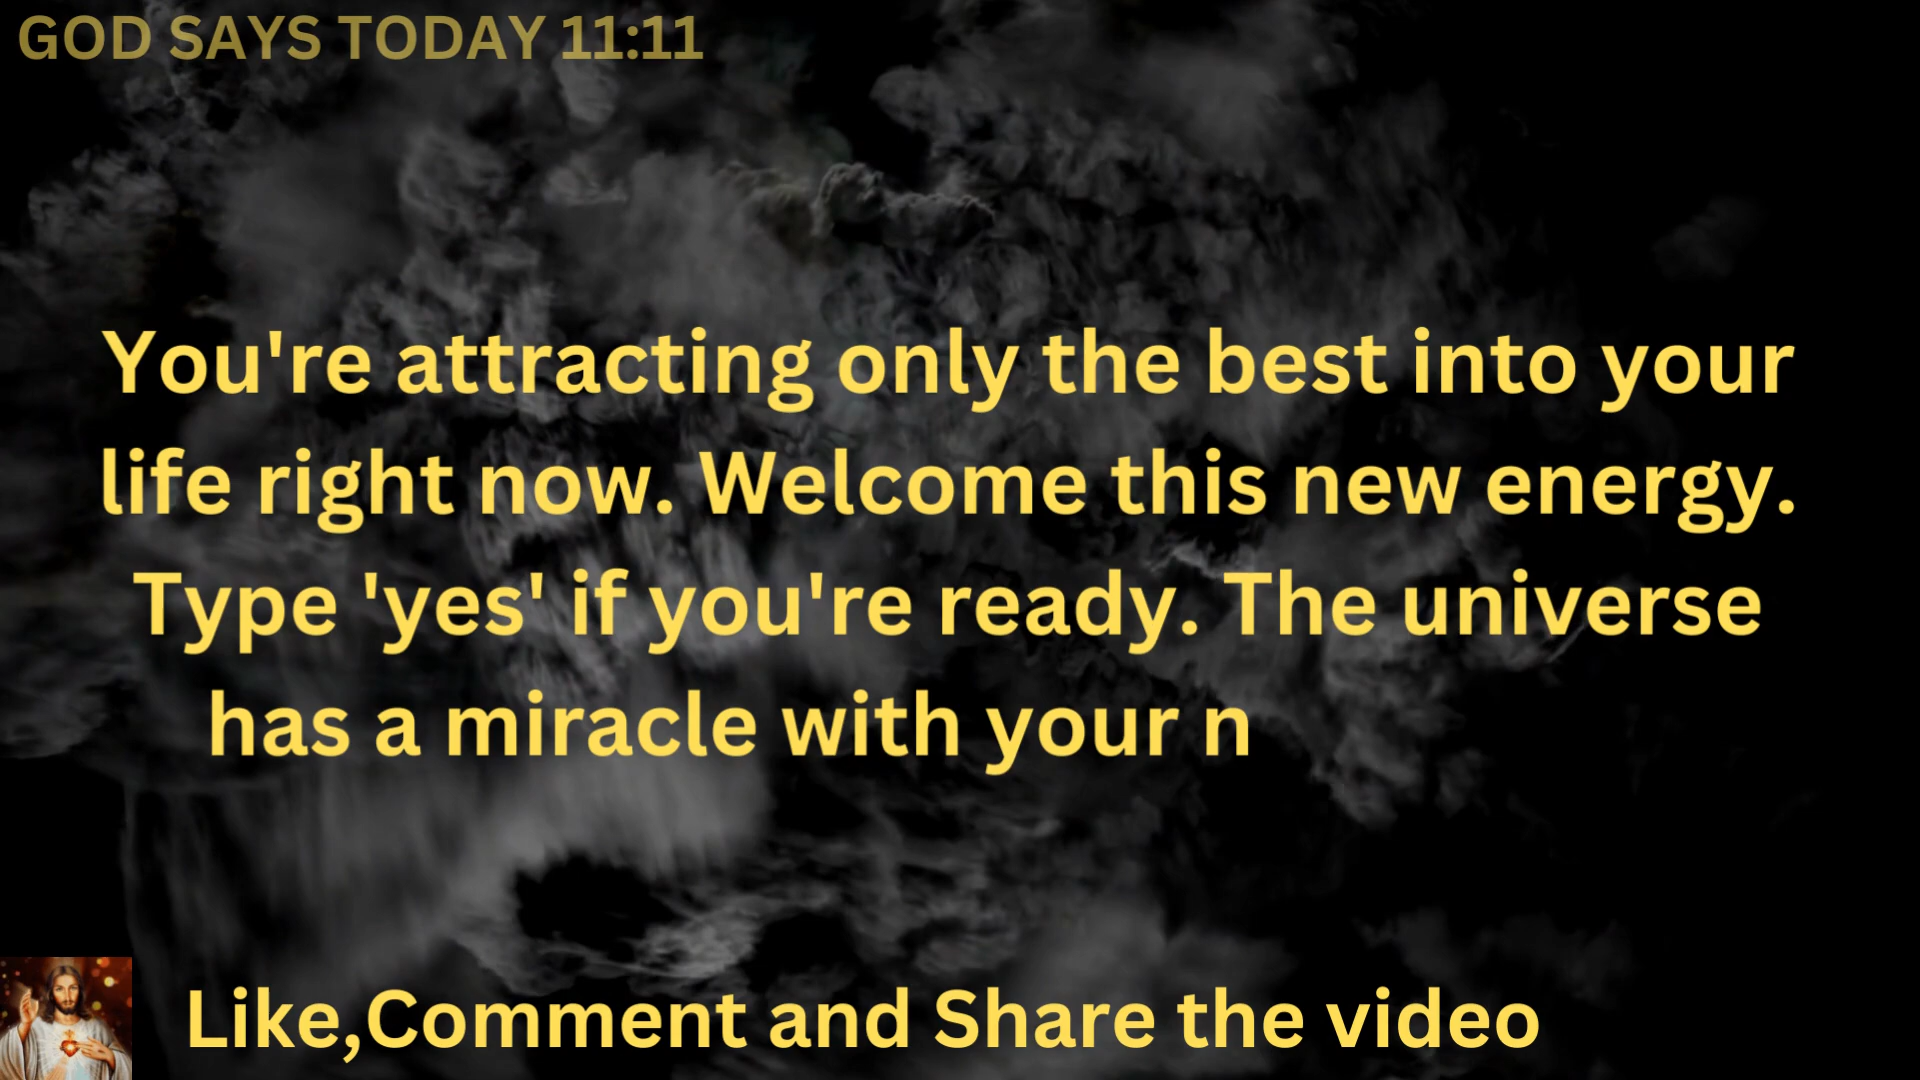 GOD SAYS TODAY 11:11
You're attracting only the best into your
life right now. Welcome this new energy.
Type 'yes' if you're ready. The universe
has a miracle with your n
Like,Comment and Share the video